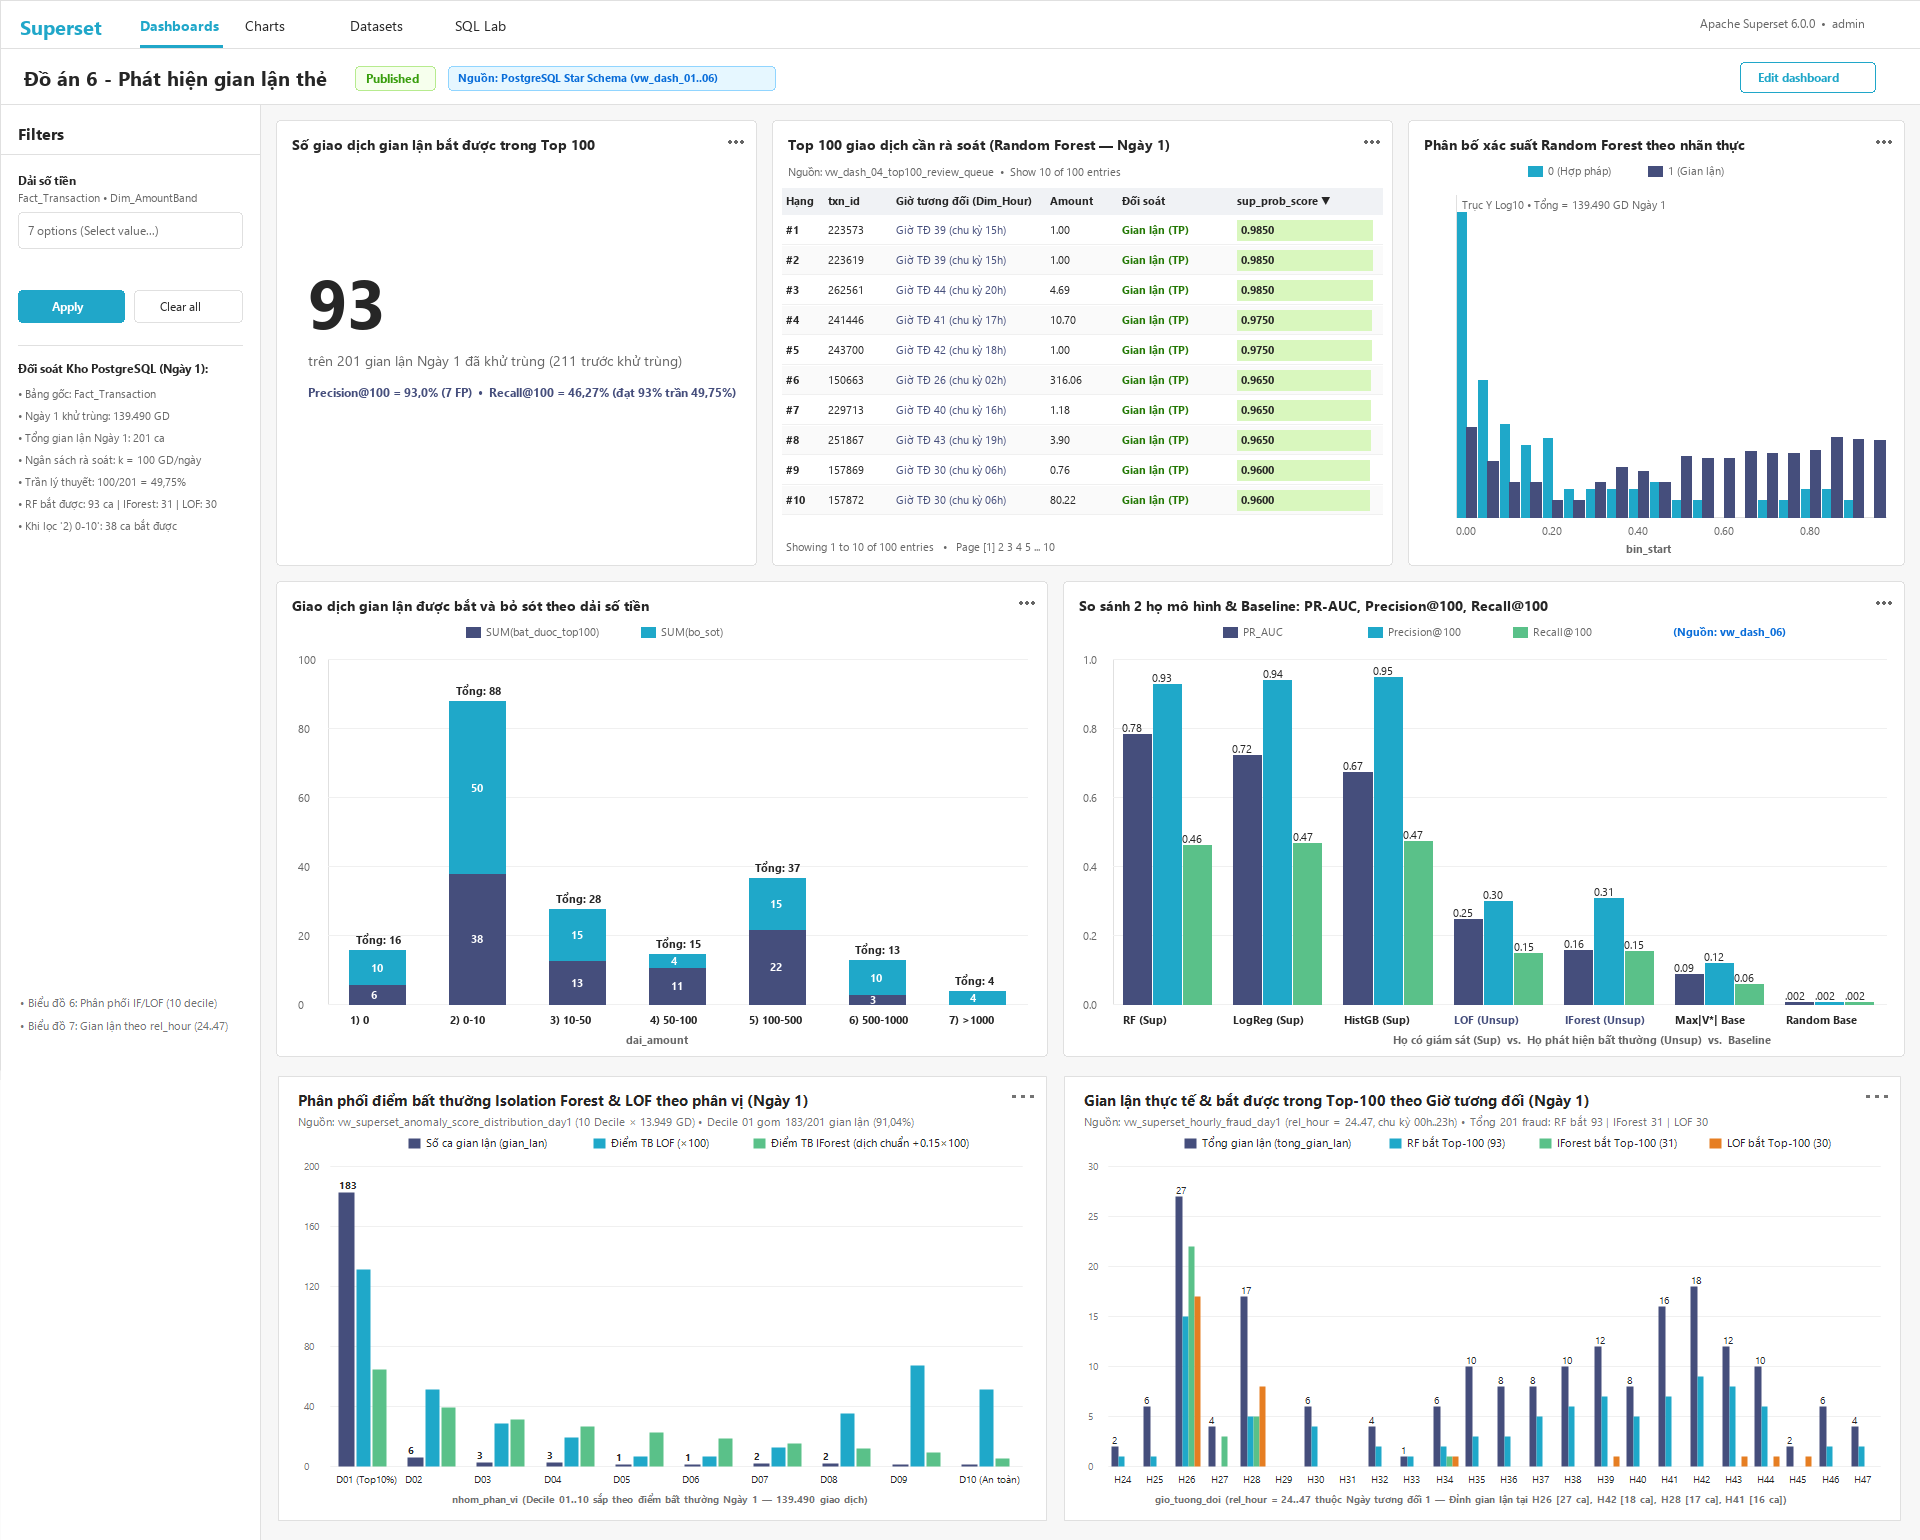 Superset
Dashboards
Charts
Datasets
SQL Lab
Apache Superset 6.0.0 • admin
Đồ án 6 - Phát hiện gian lận thẻ
Published
Nguồn: PostgreSQL Star Schema (vw_dash_01..06)
Edit dashboard
Filters
Dải số tiền
Fact_Transaction • Dim_AmountBand
7 options (Select value...)
Apply
Clear all
Đối soát Kho PostgreSQL (Ngày 1):
• Bảng gốc: Fact_Transaction
• Ngày 1 khử trùng: 139.490 GD
• Tổng gian lận Ngày 1: 201 ca
• Ngân sách rà soát: k = 100 GD/ngày
• Trần lý thuyết: 100/201 = 49,75%
• RF bắt được: 93 ca | IForest: 31 | LOF: 30
• Khi lọc '2) 0-10': 38 ca bắt được
• Biểu đồ 6: Phân phối IF/LOF (10 decile)
• Biểu đồ 7: Gian lận theo rel_hour (24..47)
Số giao dịch gian lận bắt được trong Top 100
93
trên 201 gian lận Ngày 1 đã khử trùng (211 trước khử trùng)
Precision@100 = 93,0% (7 FP) • Recall@100 = 46,27% (đạt 93% trần 49,75%)
Top 100 giao dịch cần rà soát (Random Forest — Ngày 1)
Nguồn: vw_dash_04_top100_review_queue • Show 10 of 100 entries
Hạng txn_id Giờ tương đối (Dim_Hour) Amount Đối soát sup_prob_score ▼
#1 223573 Giờ TĐ 39 (chu kỳ 15h) 1.00 Gian lận (TP) 0.9850
#2 223619 Giờ TĐ 39 (chu kỳ 15h) 1.00 Gian lận (TP) 0.9850
#3 262561 Giờ TĐ 44 (chu kỳ 20h) 4.69 Gian lận (TP) 0.9850
#4 241446 Giờ TĐ 41 (chu kỳ 17h) 10.70 Gian lận (TP) 0.9750
#5 243700 Giờ TĐ 42 (chu kỳ 18h) 1.00 Gian lận (TP) 0.9750
#6 150663 Giờ TĐ 26 (chu kỳ 02h) 316.06 Gian lận (TP) 0.9650
#7 229713 Giờ TĐ 40 (chu kỳ 16h) 1.18 Gian lận (TP) 0.9650
#8 251867 Giờ TĐ 43 (chu kỳ 19h) 3.90 Gian lận (TP) 0.9650
#9 157869 Giờ TĐ 30 (chu kỳ 06h) 0.76 Gian lận (TP) 0.9600
#10 157872 Giờ TĐ 30 (chu kỳ 06h) 80.22 Gian lận (TP) 0.9600
Showing 1 to 10 of 100 entries • Page [1] 2 3 4 5 ... 10
Phân bố xác suất Random Forest theo nhãn thực
0 (Hợp pháp) 1 (Gian lận)
Trục Y Log10 • Tổng = 139.490 GD Ngày 1
0.00 0.20 0.40 0.60 0.80
bin_start
Giao dịch gian lận được bắt và bỏ sót theo dải số tiền
SUM(bat_duoc_top100) SUM(bo_sot)
100
80
60
40
20
0
Tổng: 16
10
6
Tổng: 88
50
38
Tổng: 28
15
13
Tổng: 15
4
11
Tổng: 37
15
22
Tổng: 13
10
3
Tổng: 4
4
1) 0 2) 0-10 3) 10-50 4) 50-100 5) 100-500 6) 500-1000 7) >1000
dai_amount
So sánh 2 họ mô hình & Baseline: PR-AUC, Precision@100, Recall@100
PR_AUC Precision@100 Recall@100 (Nguồn: vw_dash_06)
1.0
0.8
0.6
0.4
0.2
0.0
0.78 0.93 0.46
0.72 0.94 0.47
0.67 0.95 0.47
0.25 0.30 0.15
0.16 0.31 0.15
0.09 0.12 0.06
.002 .002 .002
RF (Sup) LogReg (Sup) HistGB (Sup) LOF (Unsup) IForest (Unsup) Max|V*| Base Random Base
Họ có giám sát (Sup) vs. Họ phát hiện bất thường (Unsup) vs. Baseline
Phân phối điểm bất thường Isolation Forest & LOF theo phân vị (Ngày 1)
Nguồn: vw_superset_anomaly_score_distribution_day1 (10 Decile × 13.949 GD) • Decile 01 gom 183/201 gian lận (91,04%)
Số ca gian lận (gian_lan) Điểm TB LOF (×100) Điểm TB IForest (dịch chuẩn +0.15×100)
200
160
120
80
40
0
183 6 3 3 1 1 2 2
D01 (Top10%) D02 D03 D04 D05 D06 D07 D08 D09 D10 (An toàn)
nhom_phan_vi (Decile 01..10 sắp theo điểm bất thường Ngày 1 — 139.490 giao dịch)
Gian lận thực tế & bắt được trong Top-100 theo Giờ tương đối (Ngày 1)
Nguồn: vw_superset_hourly_fraud_day1 (rel_hour = 24..47, chu kỳ 00h..23h) • Tổng 201 fraud: RF bắt 93 | IForest 31 | LOF 30
Tổng gian lận (tong_gian_lan) RF bắt Top-100 (93) IForest bắt Top-100 (31) LOF bắt Top-100 (30)
30
25
20
15
10
5
0
2 6 27 4 17 6 4 1 6 10 8 8 10 12 8 16 18 12 10 2 6 4
H24 H25 H26 H27 H28 H29 H30 H31 H32 H33 H34 H35 H36 H37 H38 H39 H40 H41 H42 H43 H44 H45 H46 H47
gio_tuong_doi (rel_hour = 24..47 thuộc Ngày tương đối 1 — Đỉnh gian lận tại H26 [27 ca], H42 [18 ca], H28 [17 ca], H41 [16 ca])